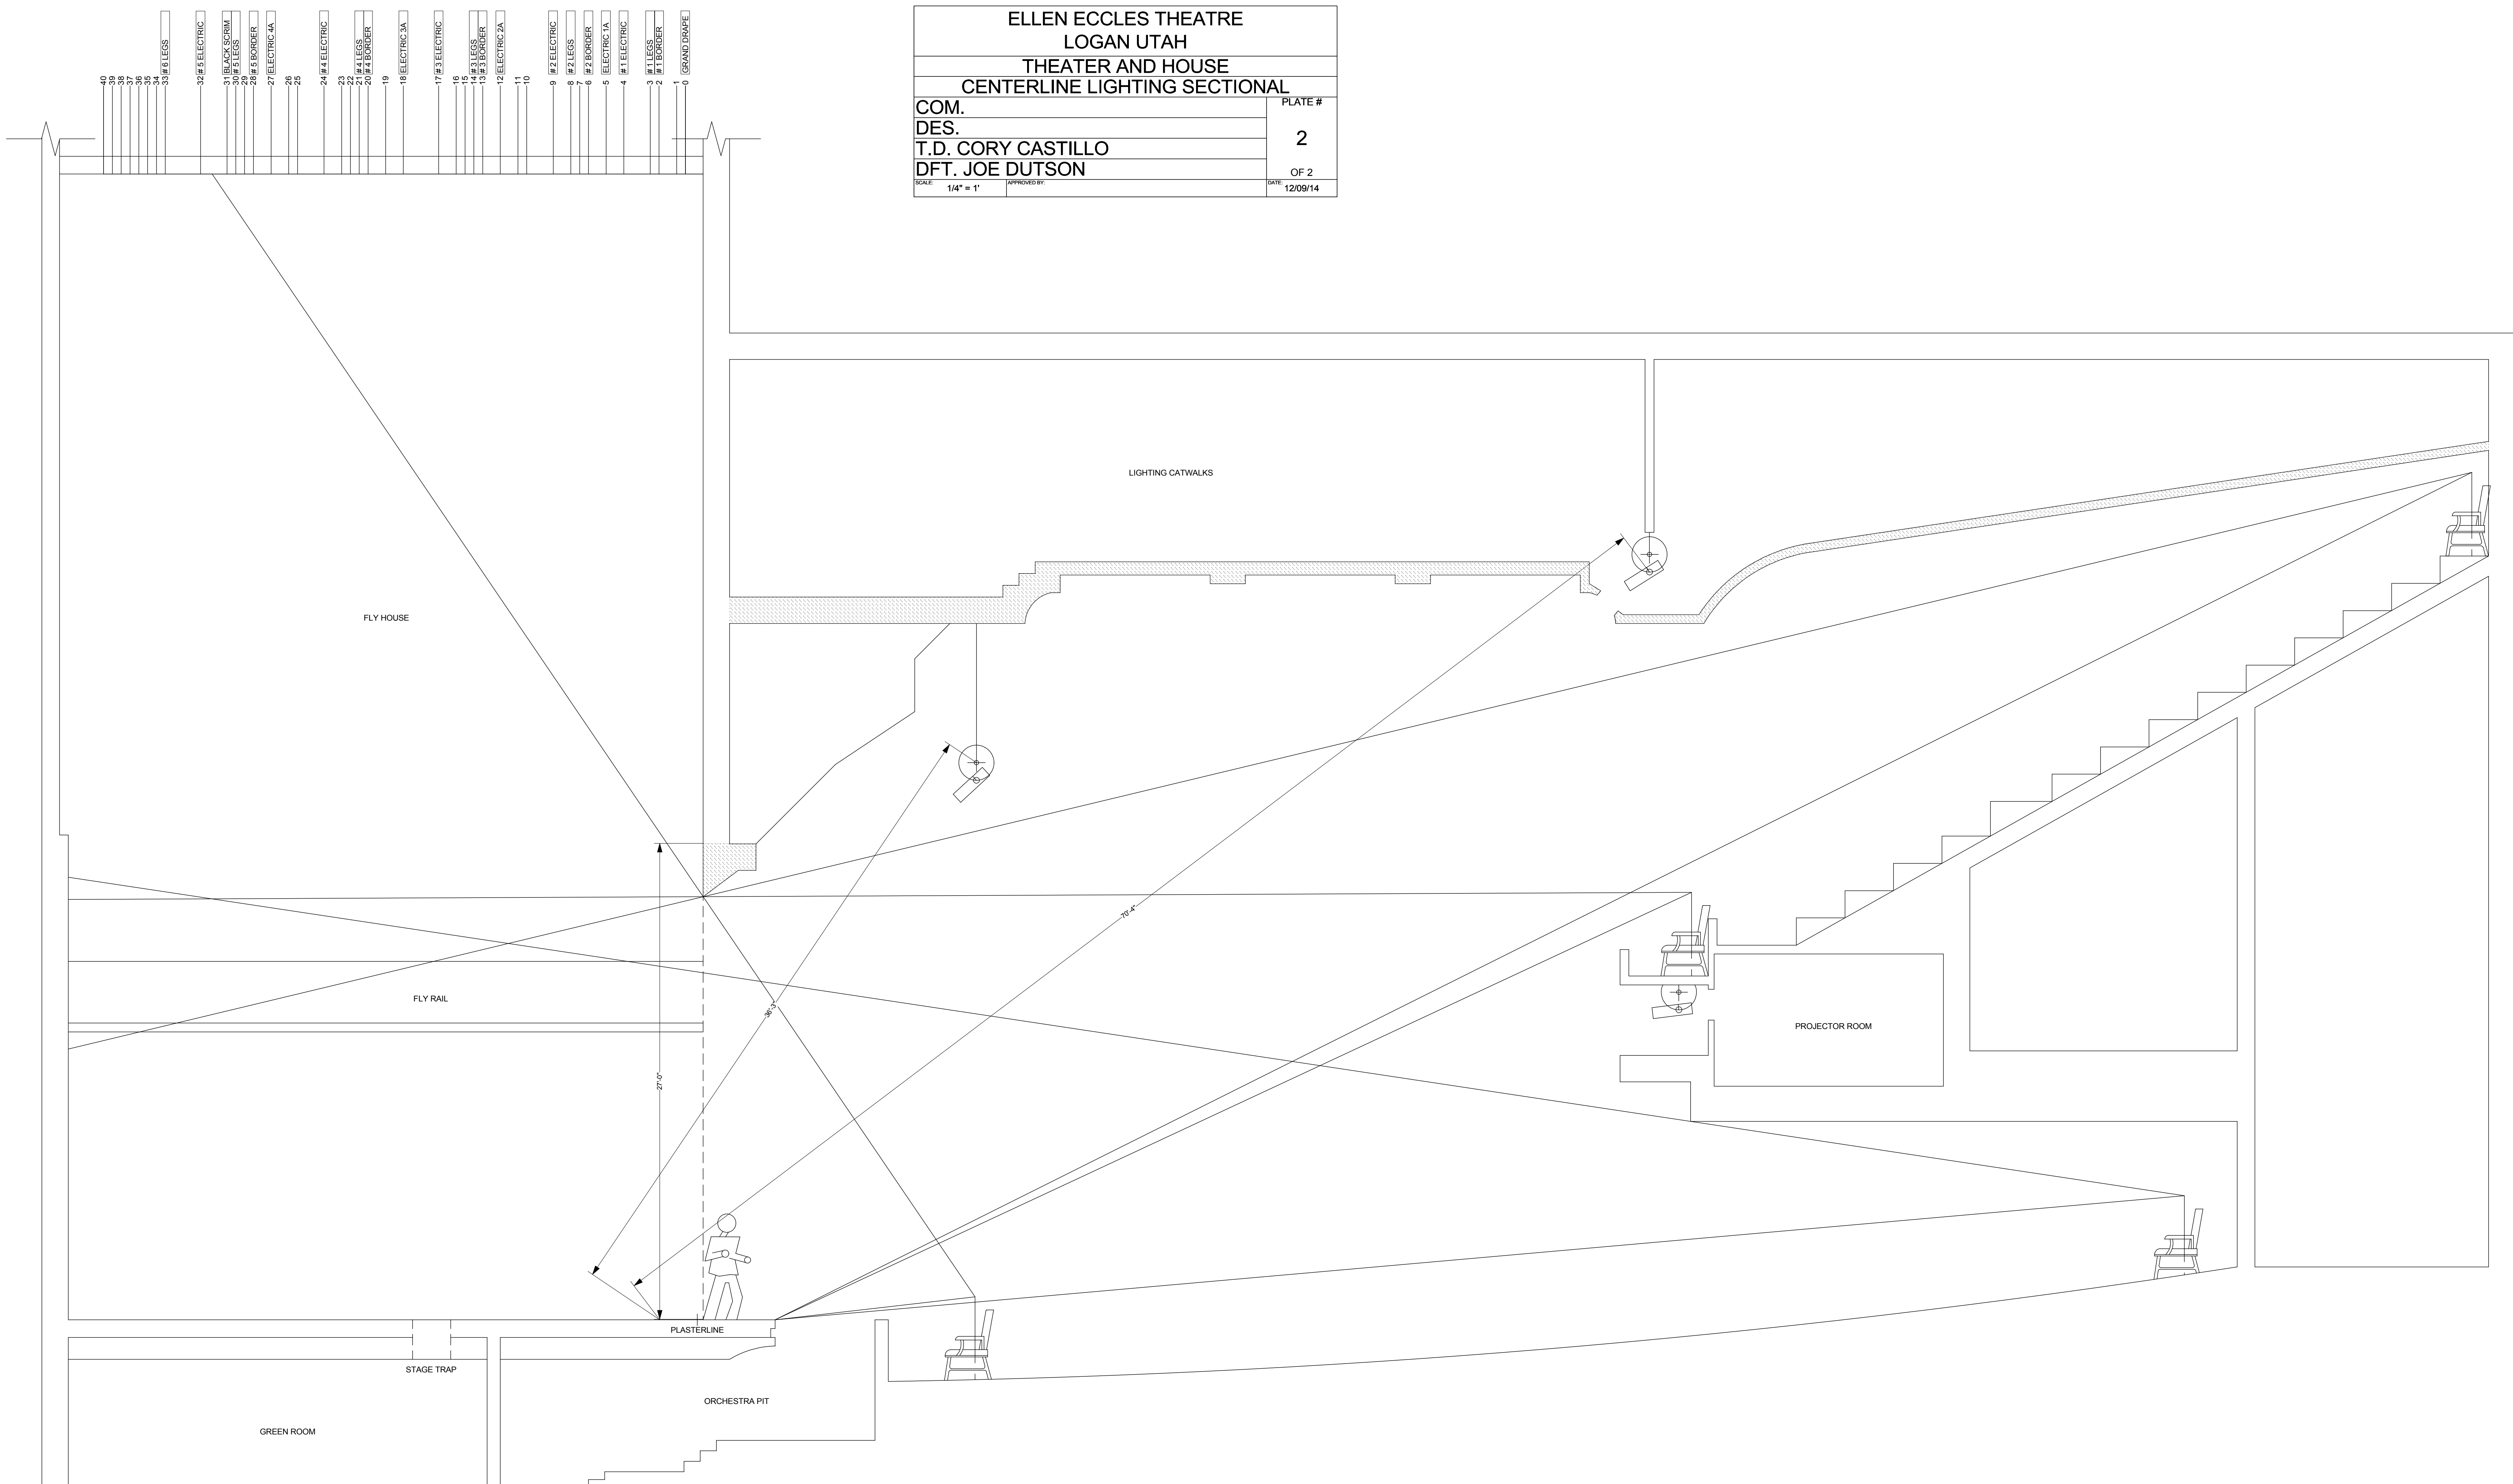 40
39
38
37
36
35
34
33 # 6 LEGS
32 # 5 ELECTRIC
31 BLACK SCRIM
30 # 5 LEGS
29
28 # 5 BORDER
27 ELECTRIC 4A
26
25
24 # 4 ELECTRIC
23
22
21 # 4 LEGS
20 # 4 BORDER
19
18 ELECTRIC 3A
17 # 3 ELECTRIC
16
15
14 # 3 LEGS
13 # 3 BORDER
12 ELECTRIC 2A
11
10
9 # 2 ELECTRIC
8 # 2 LEGS
7
6 # 2 BORDER
5 ELECTRIC 1A
4 # 1 ELECTRIC
3 # 1 LEGS
2 # 1 BORDER
1
0 GRAND DRAPE
ELLEN ECCLES THEATRE
LOGAN UTAH
THEATER AND HOUSE
CENTERLINE LIGHTING SECTIONAL
COM.
DES.
T.D. CORY CASTILLO
DFT. JOE DUTSON
PLATE #
2
OF 2
SCALE: 1/4" = 1'
APPROVED BY:
DATE: 12/09/14
LIGHTING CATWALKS
FLY HOUSE
70'-4"
FLY RAIL
36'-3"
PROJECTOR ROOM
27'-0"
PLASTERLINE
STAGE TRAP
ORCHESTRA PIT
GREEN ROOM